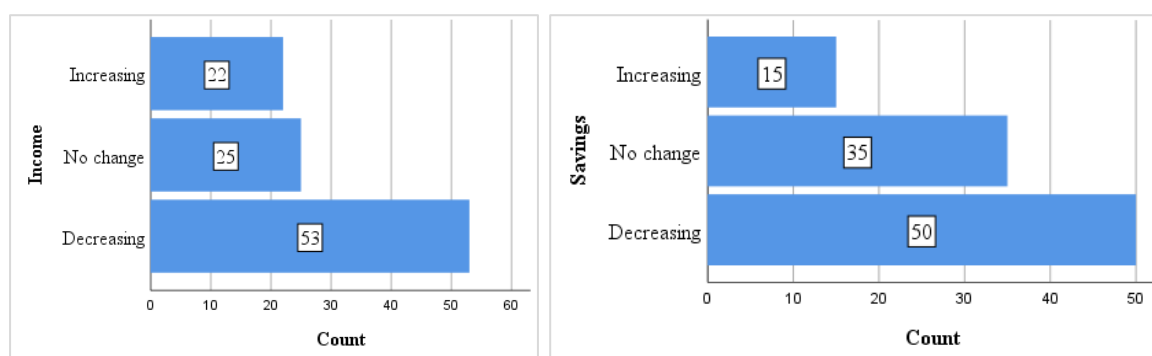 Income
Increasing
22
No change
25
Decreasing
53
0 10 20 30 40 50 60
Count
Savings
Increasing
15
No change
35
Decreasing
50
0 10 20 30 40 50
Count